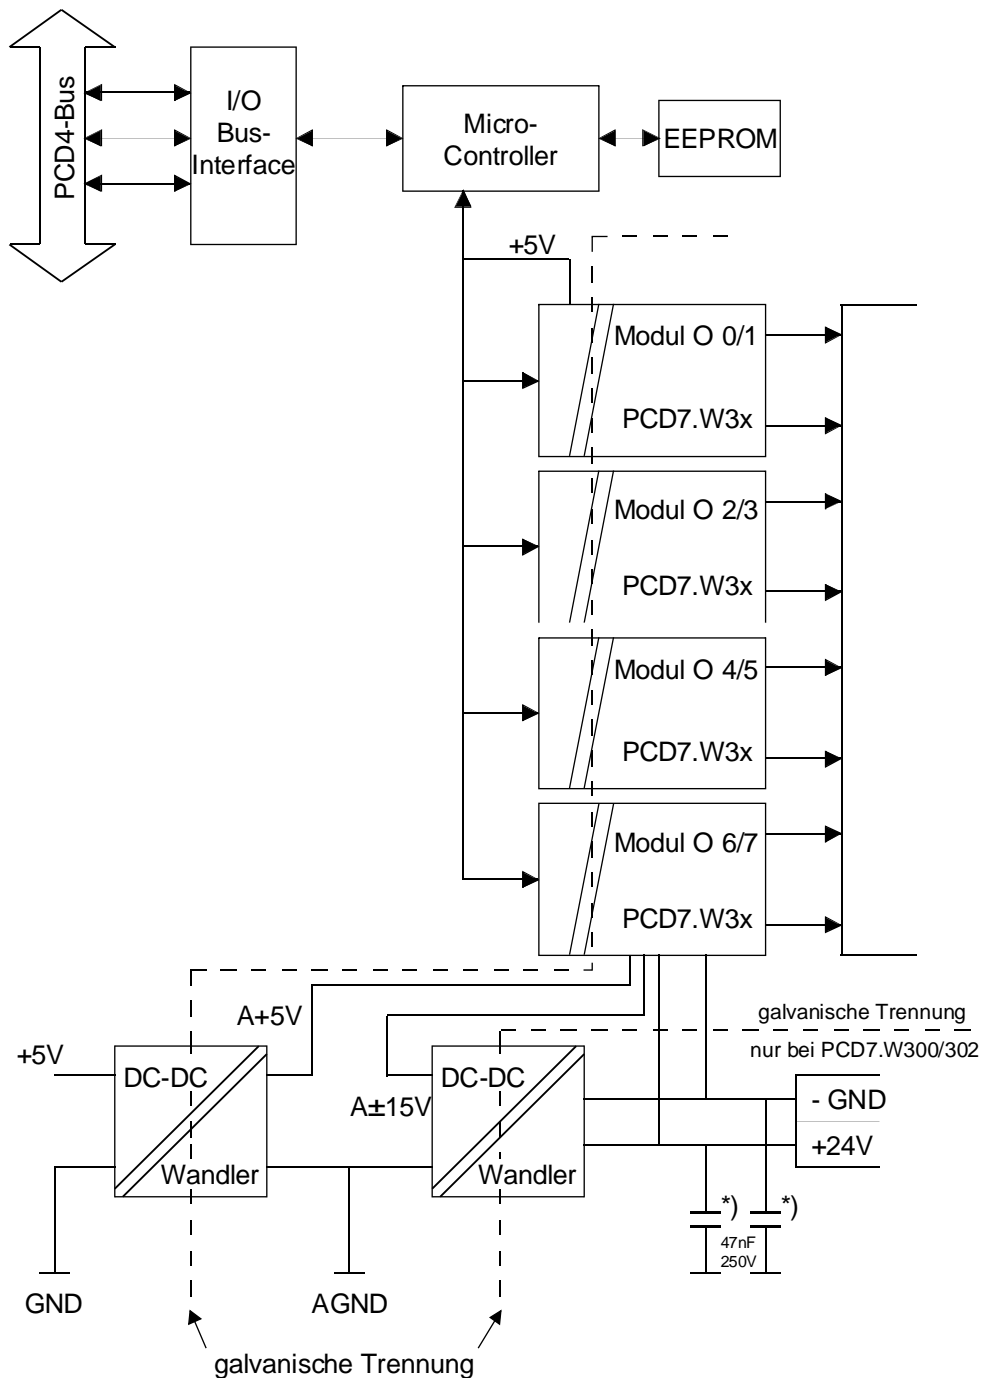 PCD4-Bus
I/O
Bus-
Interface
Micro-
Controller
EEPROM
+5V
Modul O 0/1
PCD7.W3x
Modul O 2/3
PCD7.W3x
Modul O 4/5
PCD7.W3x
Modul O 6/7
PCD7.W3x
A+5V
galvanische Trennung
+5V
nur bei PCD7.W300/302
DC-DC
Wandler
A±15V
DC-DC
Wandler
- GND
+24V
*)
*)
47nF
250V
GND
AGND
galvanische Trennung